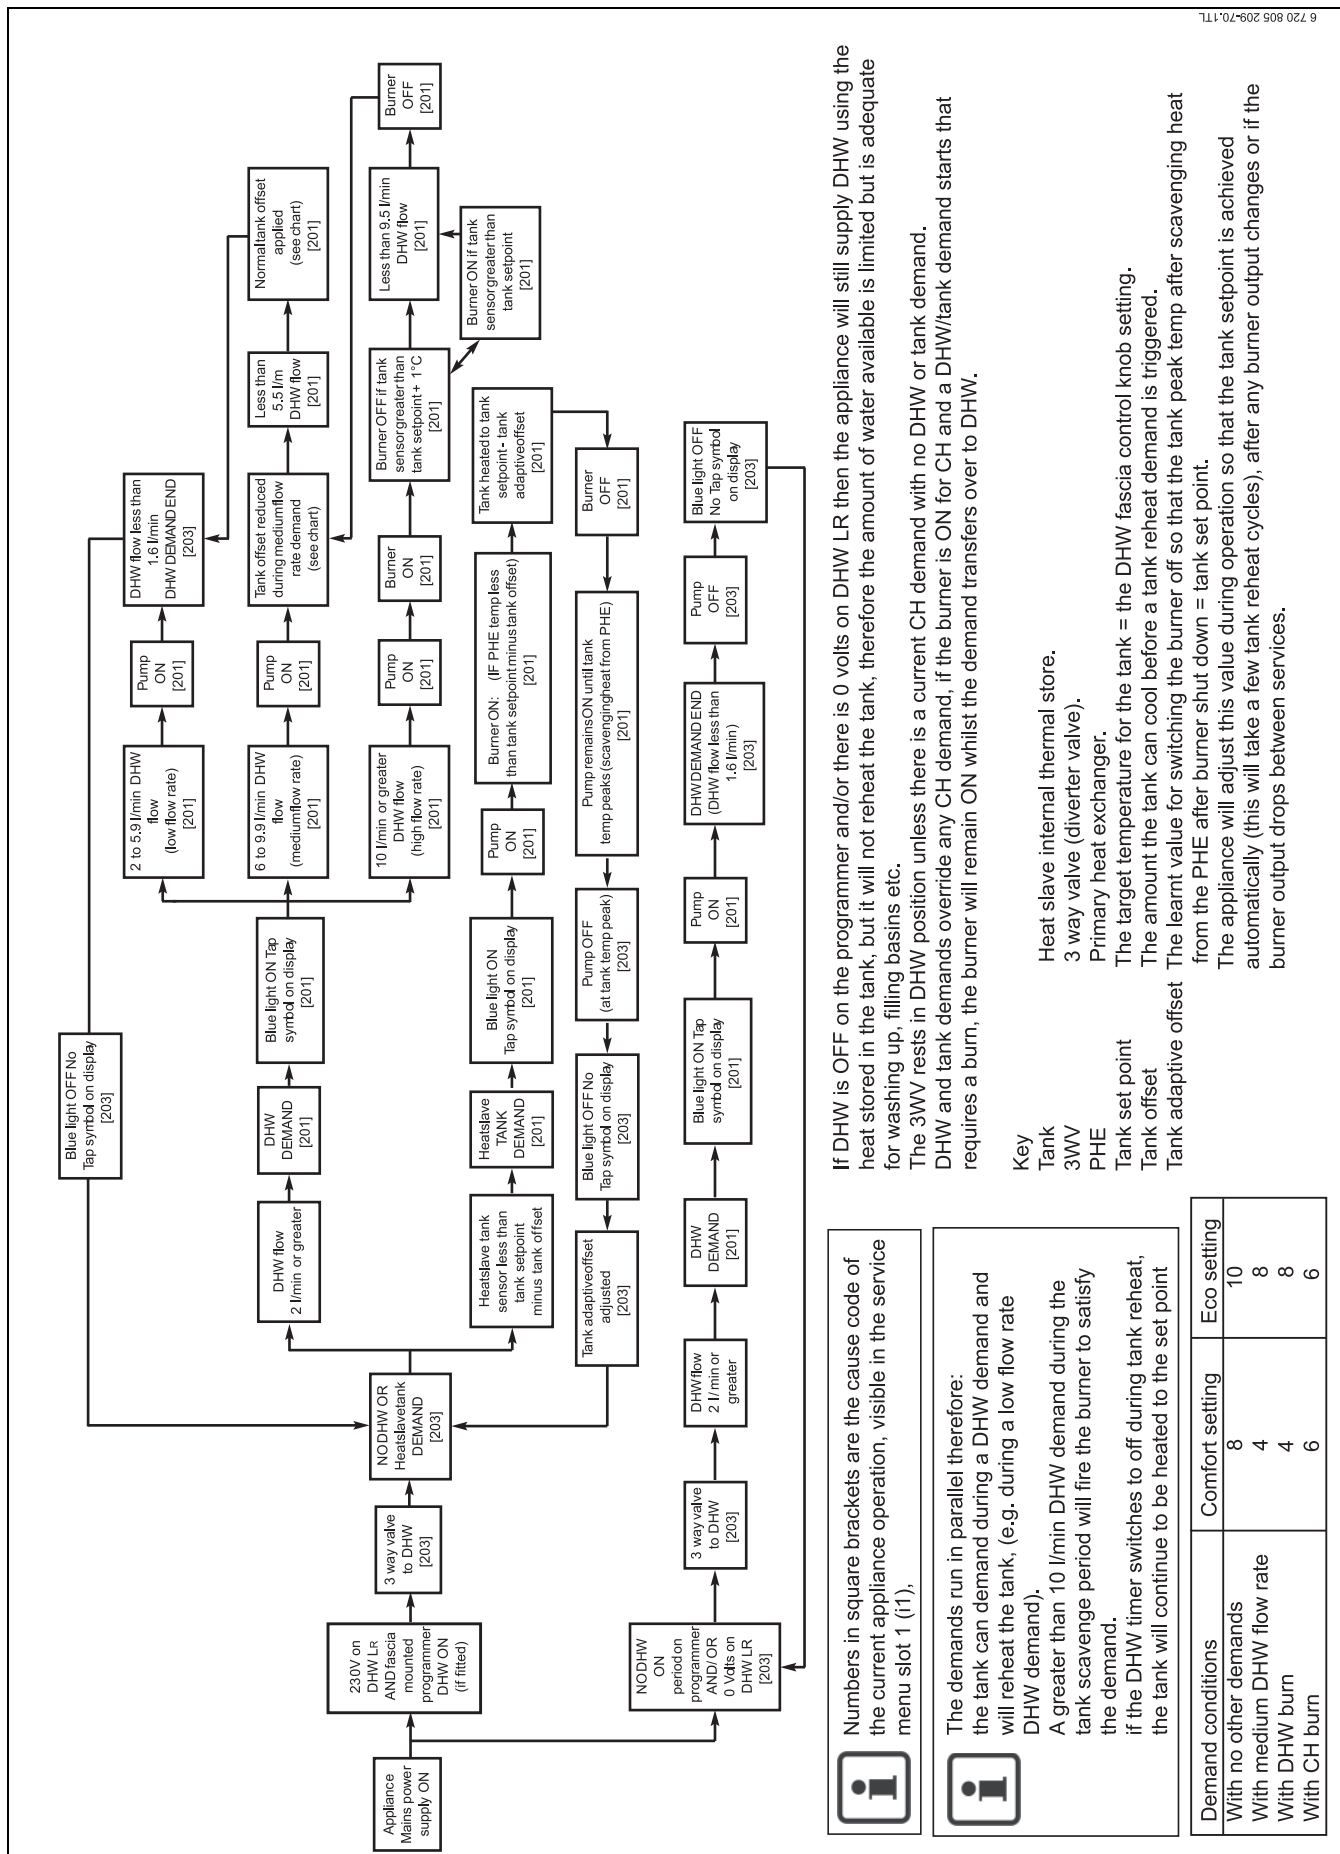 6 720 805 209-70.1TL
Appliance
Mains power
supply ON
230V on
DHW LR
AND fascia
mounted
programmer
DHW ON
(if fitted)
3 way valve
to DHW
[203]
NO DHW OR
Heatslave tank
DEMAND
[203]
Blue light OFF No
Tap symbol on display
[203]
DHW flow
2 l/min or greater
DHW
DEMAND
[201]
Blue light ON Tap
symbol on display
[201]
2 to 5.9 l/min DHW
flow
(low flow rate)
[201]
Pump
ON
[201]
DHW flow less than
1.6 l/min
DHW DEMAND END
[203]
6 to 9.9 l/min DHW
flow
(medium flow rate)
[201]
Pump
ON
[201]
Tank offset reduced
during medium flow
rate demand
(see chart)
Less than
5.5 l/m
DHW flow
[201]
Normal tank offset
applied
(see chart)
[201]
10 l/min or greater
DHW flow
(high flow rate)
[201]
Pump
ON
[201]
Burner
ON
[201]
Burner OFF if tank
sensor greater than
tank setpoint + 1°C
[201]
Less than 9.5 l/min
DHW flow
[201]
Burner
OFF
[201]
Burner ON if tank
sensor greater than
tank setpoint
[201]
Heatslave tank
sensor less than
tank setpoint
minus tank offset
Heatslave
TANK
DEMAND
[201]
Blue light ON
Tap symbol on display
[201]
Pump
ON
[201]
Burner ON: (IF PHE temp less
than tank setpoint minus tank offset)
[201]
Tank heated to tank
setpoint - tank
adaptive offset
[201]
Burner
OFF
[201]
Pump remains ON until tank
temp peaks (scavenging heat from PHE)
[201]
Pump OFF
(at tank temp peak)
[203]
Blue light OFF No
Tap symbol on display
[203]
Tank adaptive offset
adjusted
[203]
NO DHW
ON
period on
programmer
AND/ OR
0 Volts on
DHW LR
[203]
3 way valve
to DHW
[203]
DHW flow
2 l/ min or
greater
DHW
DEMAND
[201]
Blue light ON Tap
symbol on display
[201]
Pump
ON
[201]
DHW DEMAND END
(DHW flow less than
1.6 l/min)
[203]
Pump
OFF
[203]
Blue light OFF
No Tap symbol
on display
[203]
Numbers in square brackets are the cause code of
the current appliance operation, visible in the service
menu slot 1 (i1),
The demands run in parallel therefore:
the tank can demand during a DHW demand and
will reheat the tank, (e.g. during a low flow rate
DHW demand).
A greater than 10 l/min DHW demand during the
tank scavenge period will fire the burner to satisfy
the demand.
if the DHW timer switches to off during tank reheat,
the tank will continue to be heated to the set point
Demand conditions Comfort setting Eco setting
With no other demands 8 10
With medium DHW flow rate 4 8
With DHW burn 4 8
With CH burn 6 6
If DHW is OFF on the programmer and/or there is 0 volts on DHW LR then the appliance will still supply DHW using the
heat stored in the tank, but it will not reheat the tank, therefore the amount of water available is limited but is adequate
for washing up, filling basins etc.
The 3WV rests in DHW position unless there is a current CH demand with no DHW or tank demand.
DHW and tank demands override any CH demand, if the burner is ON for CH and a DHW/tank demand starts that
requires a burn, the burner will remain ON whilst the demand transfers over to DHW.
Key
Tank Heat slave internal thermal store.
3WV 3 way valve (diverter valve).
PHE Primary heat exchanger.
Tank set point The target temperature for the tank = the DHW fascia control knob setting.
Tank offset The amount the tank can cool before a tank reheat demand is triggered.
Tank adaptive offset The learnt value for switching the burner off so that the tank peak temp after scavenging heat
from the PHE after burner shut down = tank set point.
The appliance will adjust this value during operation so that the tank setpoint is achieved
automatically (this will take a few tank reheat cycles), after any burner output changes or if the
burner output drops between services.